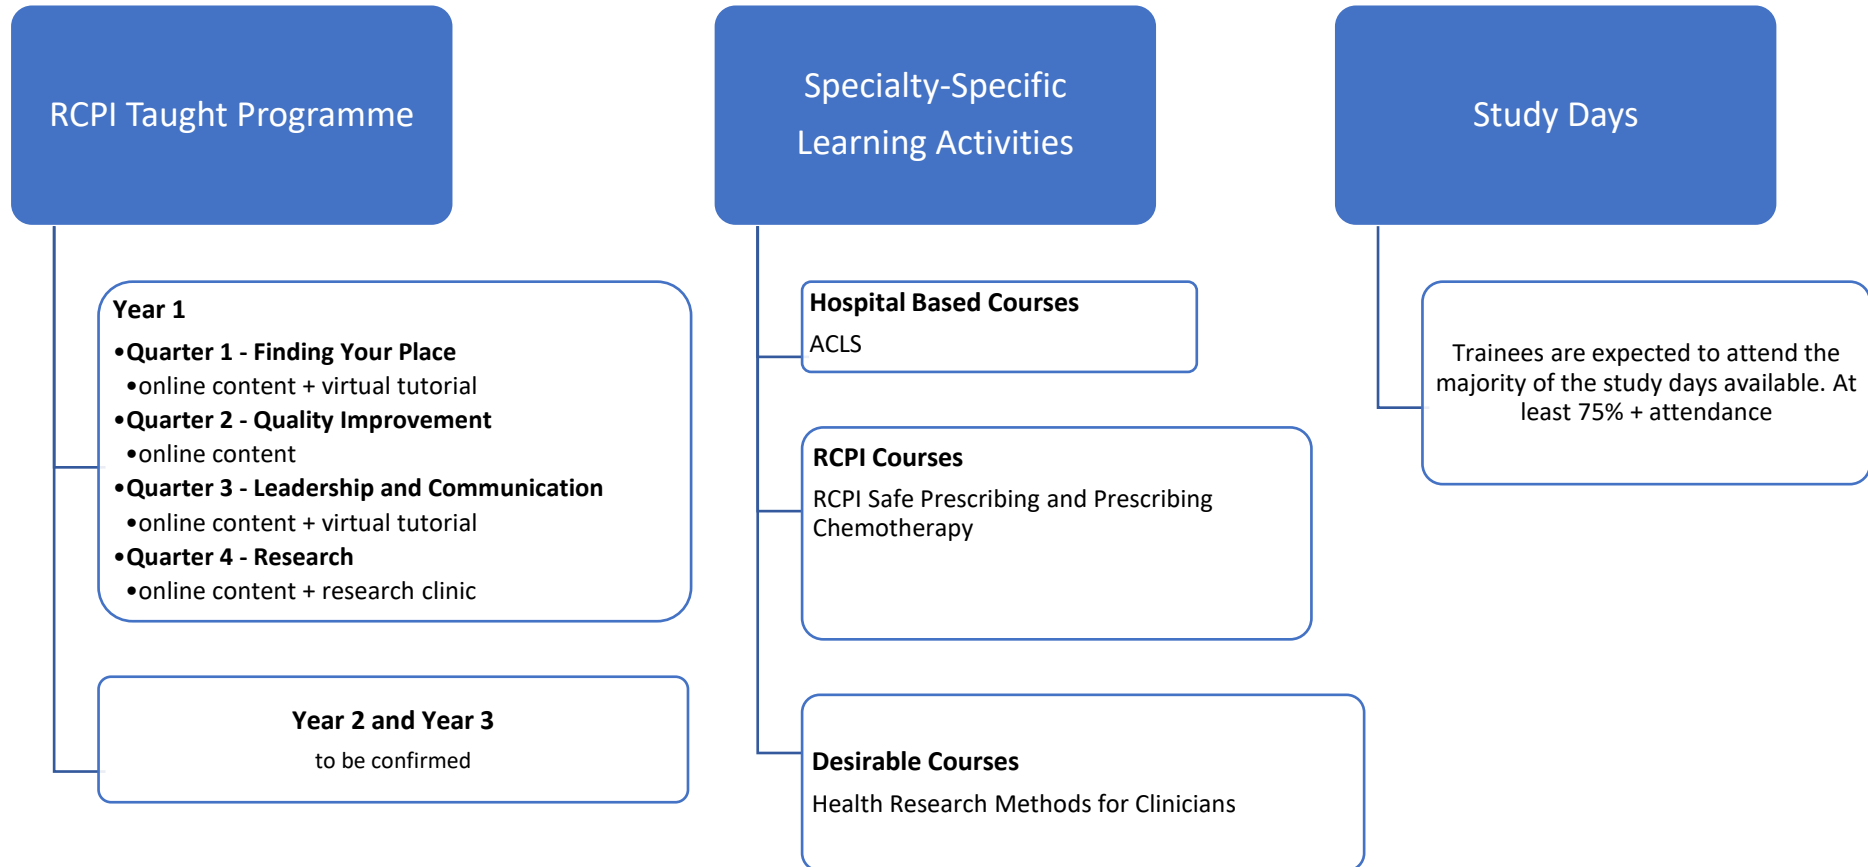 RCPI Taught Programme
Year 1
•Quarter 1 - Finding Your Place
•online content + virtual tutorial
•Quarter 2 - Quality Improvement
•online content
•Quarter 3 - Leadership and Communication
•online content + virtual tutorial
•Quarter 4 - Research
•online content + research clinic
Year 2 and Year 3
to be confirmed
Specialty-Specific
Learning Activities
Hospital Based Courses
ACLS
RCPI Courses
RCPI Safe Prescribing and Prescribing
Chemotherapy
Desirable Courses
Health Research Methods for Clinicians
Study Days
Trainees are expected to attend the
majority of the study days available. At
least 75% + attendance